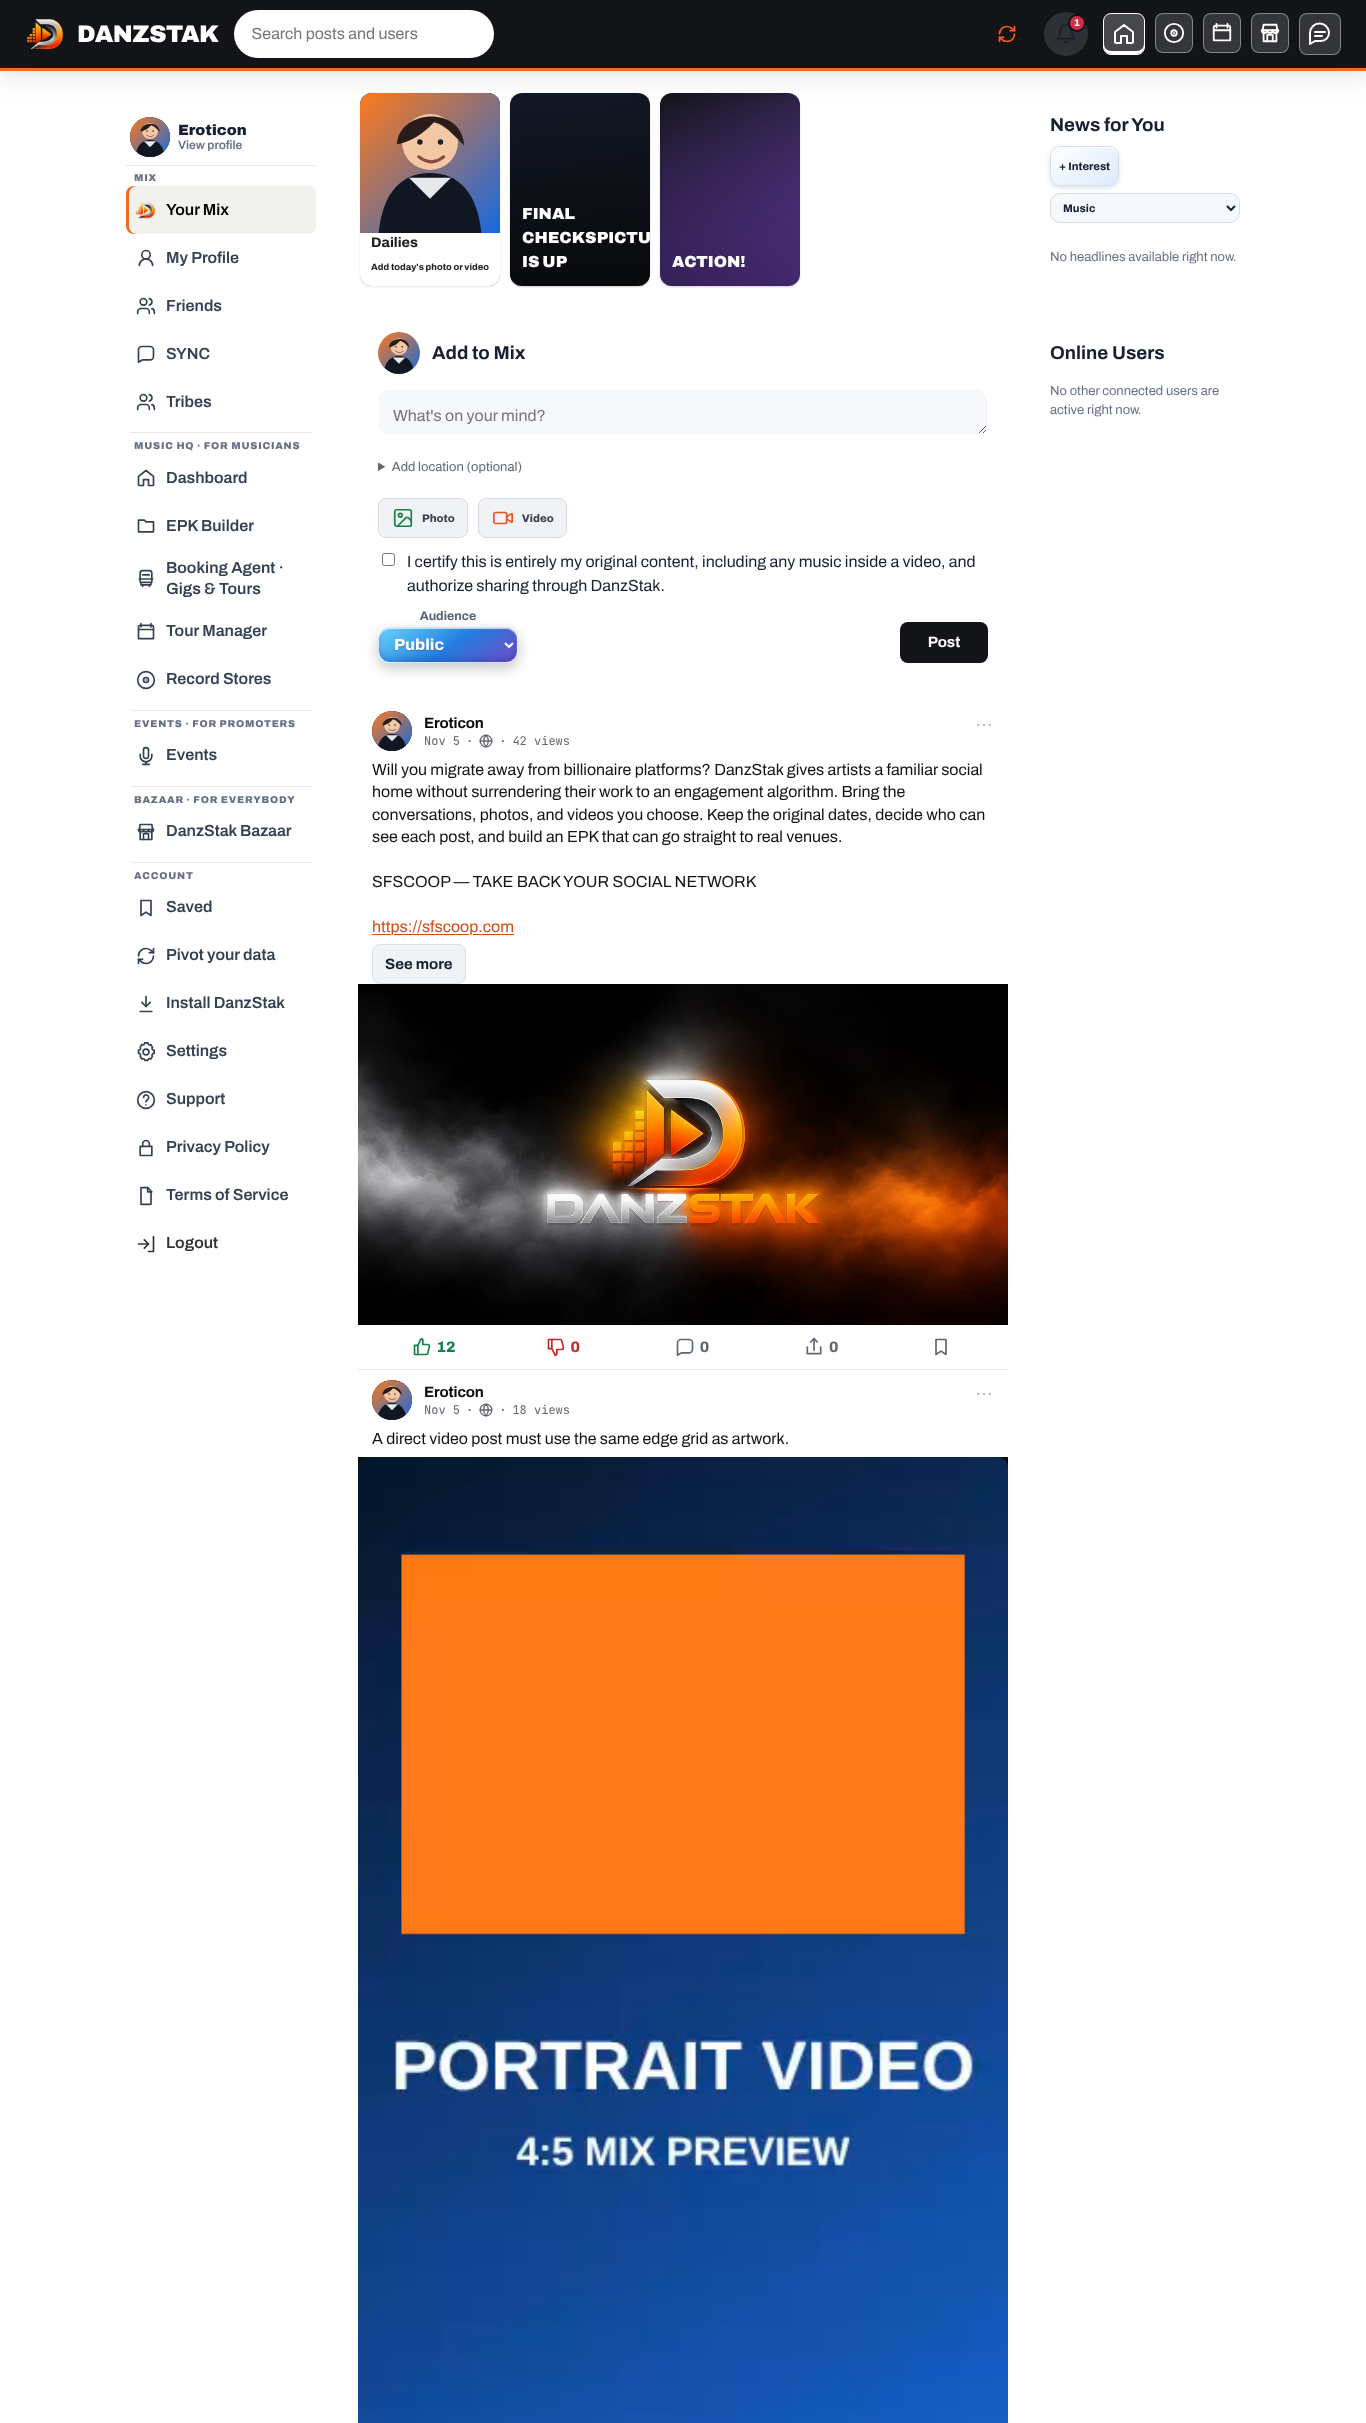 DANZSTAK
Search posts and users
1
Eroticon
View profile
MIX
Your Mix
My Profile
Friends
SYNC
Tribes
MUSIC HQ · FOR MUSICIANS
Dashboard
EPK Builder
Booking Agent ·
Gigs & Tours
Tour Manager
Record Stores
EVENTS · FOR PROMOTERS
Events
BAZAAR · FOR EVERYBODY
DanzStak Bazaar
ACCOUNT
Saved
Pivot your data
Install DanzStak
Settings
Support
Privacy Policy
Terms of Service
Logout
Dailies
Add today's photo or video
FINAL
CHECKSPICTU
IS UP
ACTION!
Add to Mix
What's on your mind?
Add location (optional)
Photo
Video
I certify this is entirely my original content, including any music inside a video, and
authorize sharing through DanzStak.
Audience
Public
Post
Eroticon
Nov 5 · · 42 views
...
Will you migrate away from billionaire platforms? DanzStak gives artists a familiar social
home without surrendering their work to an engagement algorithm. Bring the
conversations, photos, and videos you choose. Keep the original dates, decide who can
see each post, and build an EPK that can go straight to real venues.
SFSCOOP — TAKE BACK YOUR SOCIAL NETWORK
https://sfscoop.com
See more
DANZSTAK
12
0
0
0
Eroticon
Nov 5 · · 18 views
...
A direct video post must use the same edge grid as artwork.
PORTRAIT VIDEO
4:5 MIX PREVIEW
News for You
+ Interest
Music
No headlines available right now.
Online Users
No other connected users are
active right now.